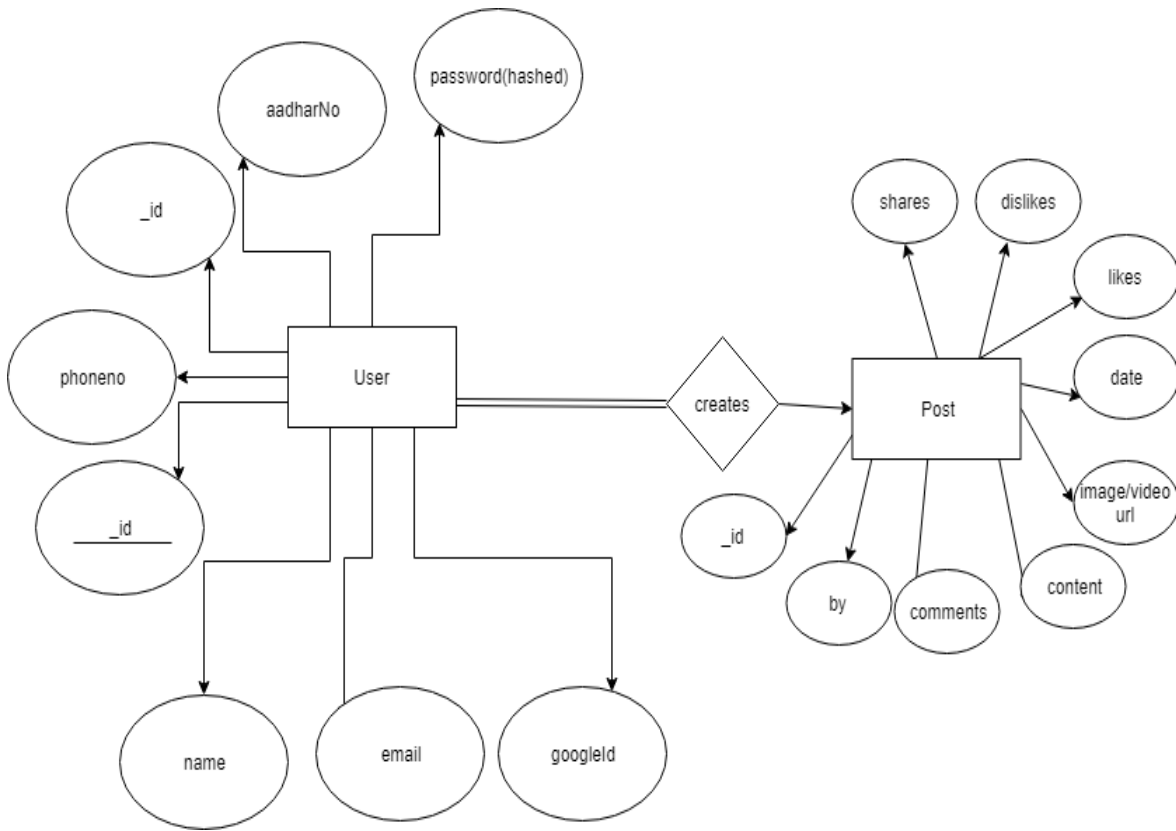 password(hashed)
aadharNo
_id
shares
dislikes
likes
phoneno
User
creates
Post
date
_id
image/video
url
_id
by
comments
content
name
email
googleId